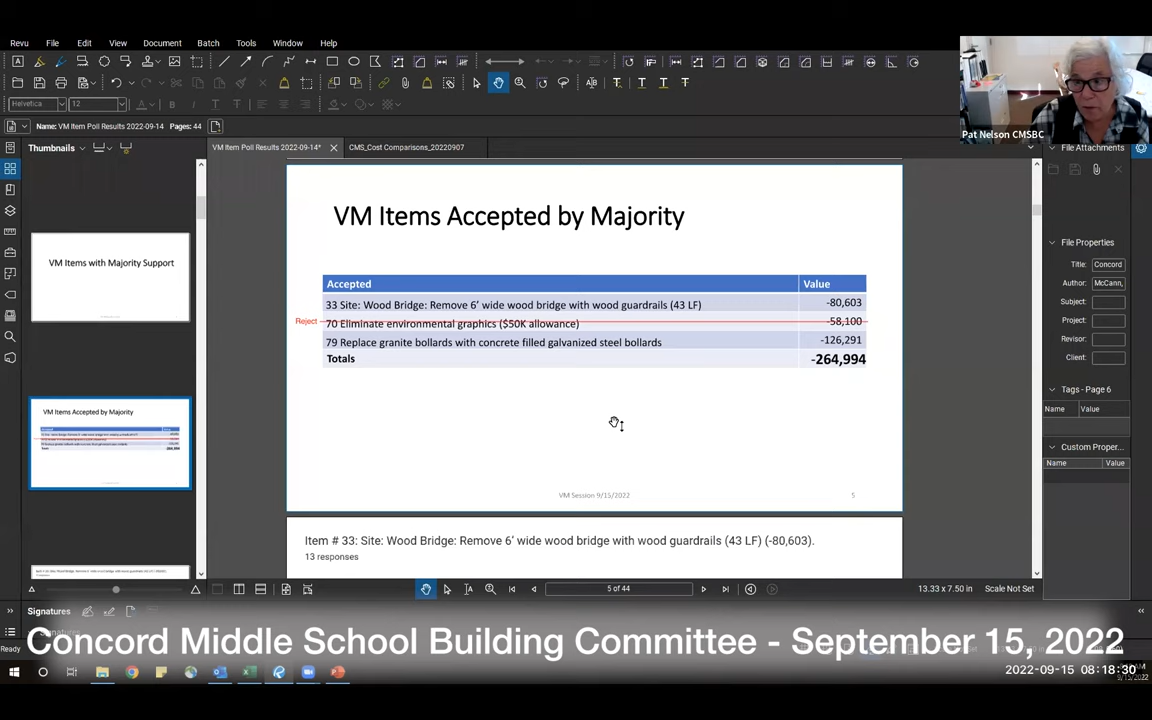 Revu File Edit View Document Batch Tools Window Help
Helvetica 12
Name: VM Item Poll Results 2022-09-14 Pages: 44
Pat Nelson CMSBC
Thumbnails
VM Item Poll Results 2022-09-14* CMS_Cost Comparisons_20220907
File Attachments
VM Items with Majority Support
VM Items Accepted by Majority
Accepted Value
33 Site: Wood Bridge: Remove 6' wide wood bridge with wood guardrails (43 LF) -80,603
Reject 70 Eliminate environmental graphics ($50K allowance) -58,100
79 Replace granite bollards with concrete filled galvanized steel bollards -126,291
Totals -264,994
VM Session 9/15/2022 5
VM Items Accepted by Majority
File Properties
Title: Concord
Author: McCann,
Subject:
Project:
Revisor:
Client:
Tags - Page 6
Name Value
Custom Proper...
Name Value
Item # 33: Site: Wood Bridge: Remove 6' wide wood bridge with wood guardrails (43 LF) (-80,603).
13 responses
5 of 44
13.33 x 7.50 in Scale Not Set
Signatures
Concord Middle School Building Committee - September 15, 2022
Ready
2022-09-15 08:18:30
9/15/2022